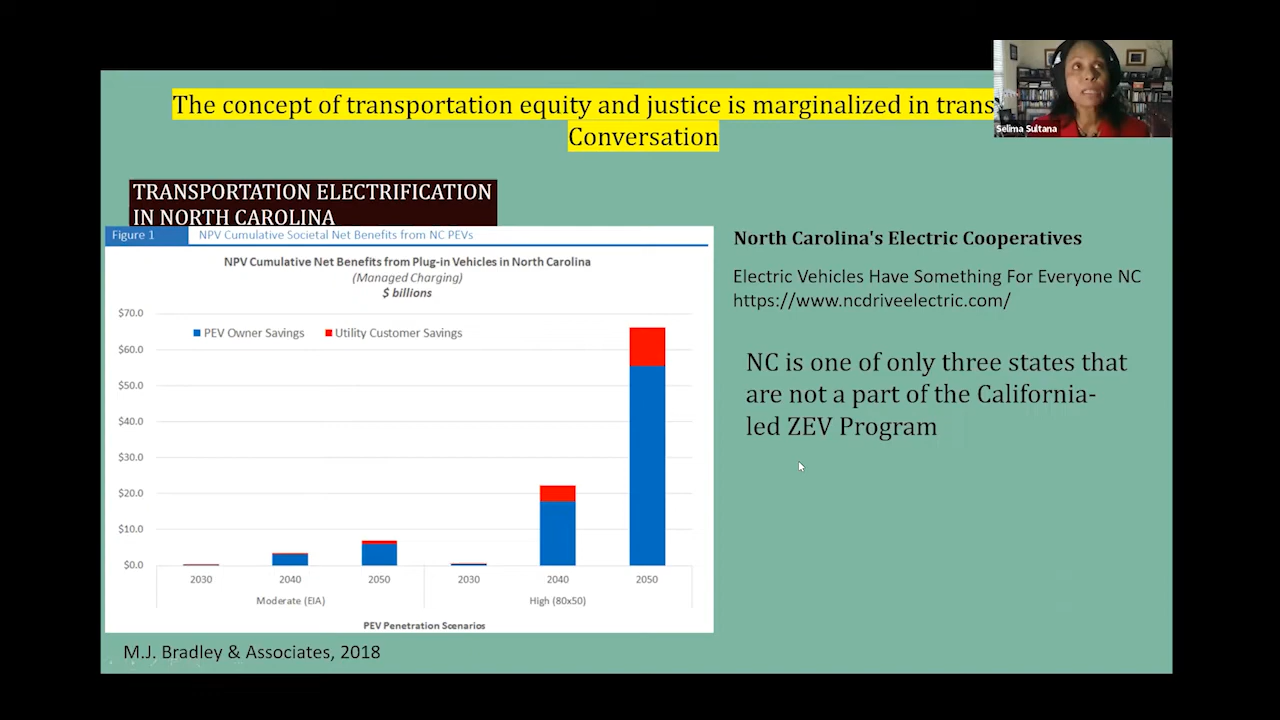 The concept of transportation equity and justice is marginalized in trans
Conversation
Selima Sultana
TRANSPORTATION ELECTRIFICATION
IN NORTH CAROLINA
Figure 1 NPV Cumulative Societal Net Benefits from NC PEVs
NPV Cumulative Net Benefits from Plug-in Vehicles in North Carolina
(Managed Charging)
$ billions
$70.0
PEV Owner Savings Utility Customer Savings
$60.0
$50.0
$40.0
$30.0
$20.0
$10.0
$0.0
2030 2040 2050 2030 2040 2050
Moderate (EIA) High (80x50)
PEV Penetration Scenarios
M.J. Bradley & Associates, 2018
North Carolina's Electric Cooperatives
Electric Vehicles Have Something For Everyone NC
https://www.ncdriveelectric.com/
NC is one of only three states that
are not a part of the California-
led ZEV Program